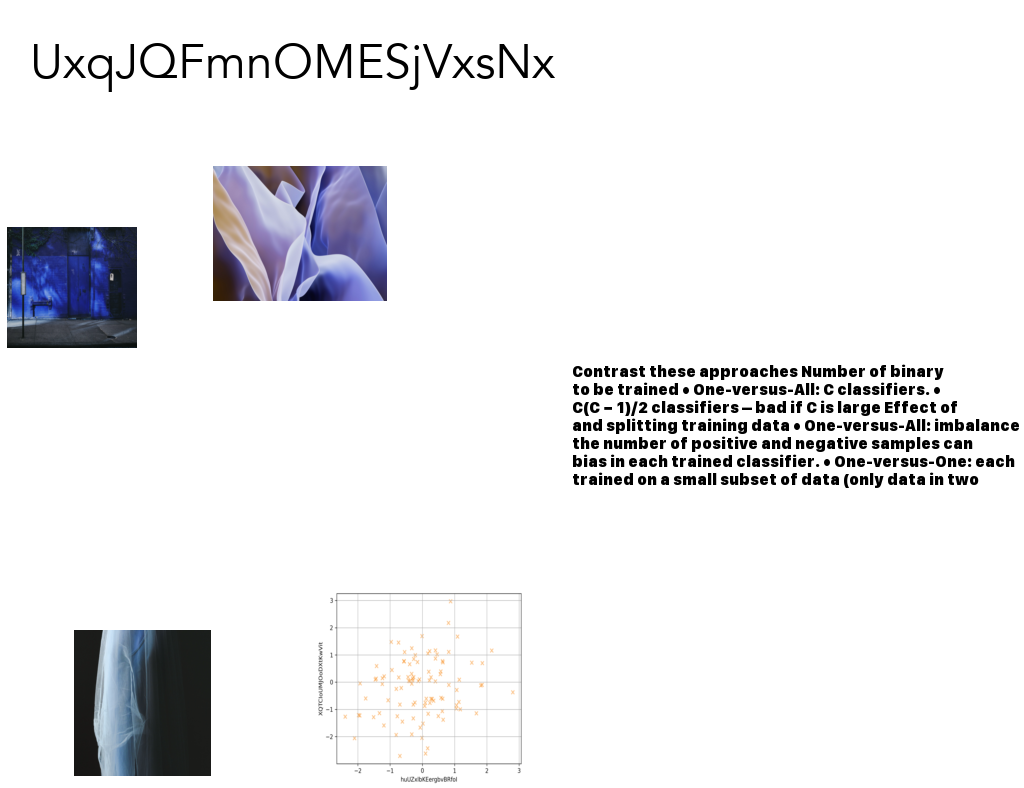 UxqJQFmnOMESjVxsNx
Contrast these approaches Number of binary
to be trained • One-versus-All: C classifiers. •
C(C − 1)/2 classifiers – bad if C is large Effect of
and splitting training data • One-versus-All: imbalance
the number of positive and negative samples can
bias in each trained classifier. • One-versus-One: each
trained on a small subset of data (only data in two
3
2
1
0
−1
−2
−2 −1 0 1 2 3